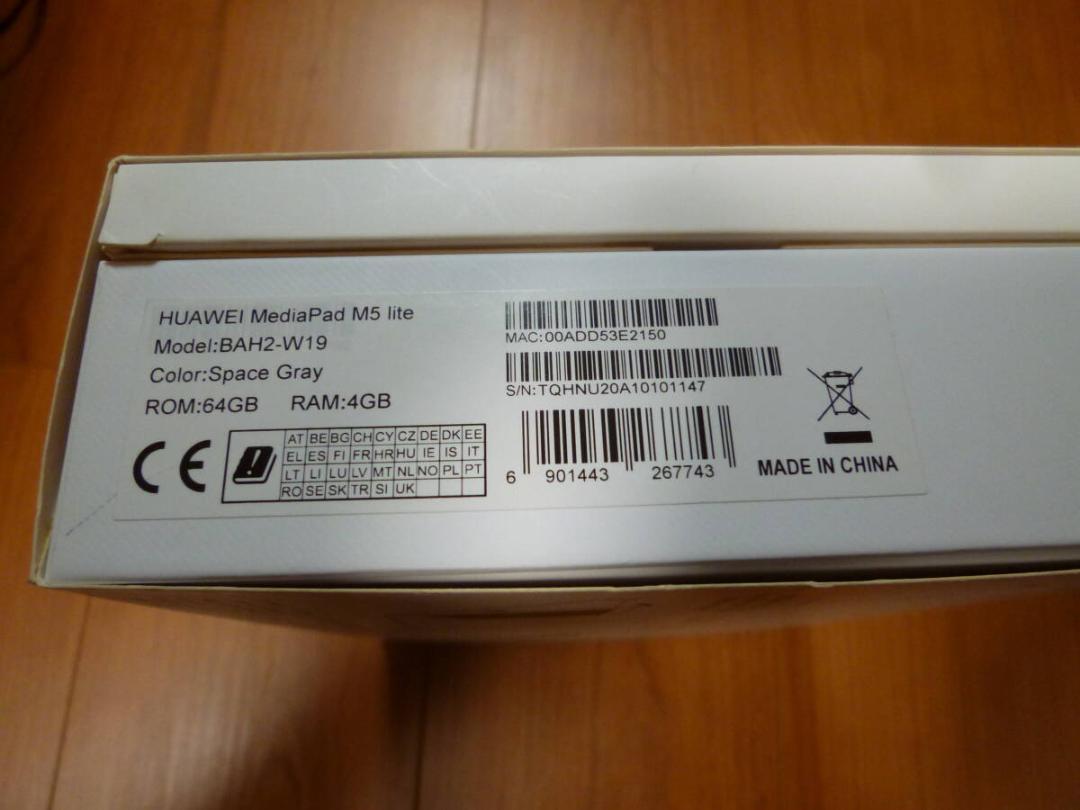 HUAWEI MediaPad M5 lite
Model:BAH2-W19
Color:Space Gray
ROM:64GB RAM:4GB
CE
AT BE BG CH CY CZ DE DK EE
EL ES FI FR HR HU IE IS IT
LT LI LU LV MT NL NO PL PT
RO SE SK TR SI UK
MAC:00ADD53E2150
S/N:TQHNU20A10101147
6 901443 267743
MADE IN CHINA